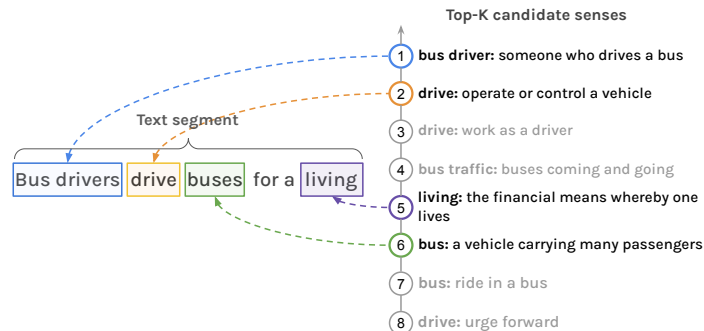 Top-K candidate senses
1 bus driver: someone who drives a bus
2 drive: operate or control a vehicle
Text segment
3 drive: work as a driver
4 bus traffic: buses coming and going
Bus drivers drive buses for a living
5 living: the financial means whereby one
lives
6 bus: a vehicle carrying many passengers
7 bus: ride in a bus
8 drive: urge forward